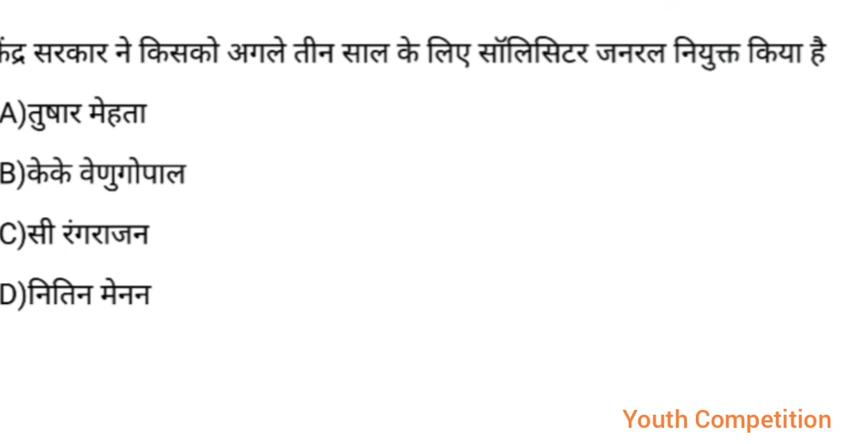 केंद्र सरकार ने किसको अगले तीन साल के लिए सॉलिसिटर जनरल नियुक्त किया है
A)तुषार मेहता
B)केके वेणुगोपाल
C)सी रंगराजन
D)नितिन मेनन
Youth Competition